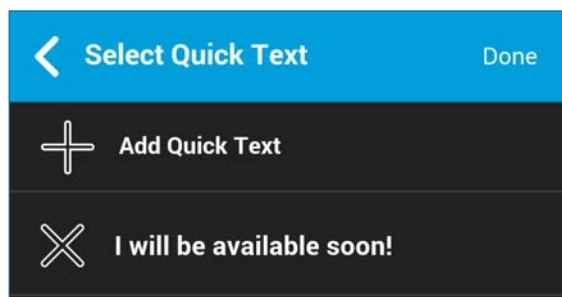 Select Quick Text Done
Add Quick Text
I will be available soon!